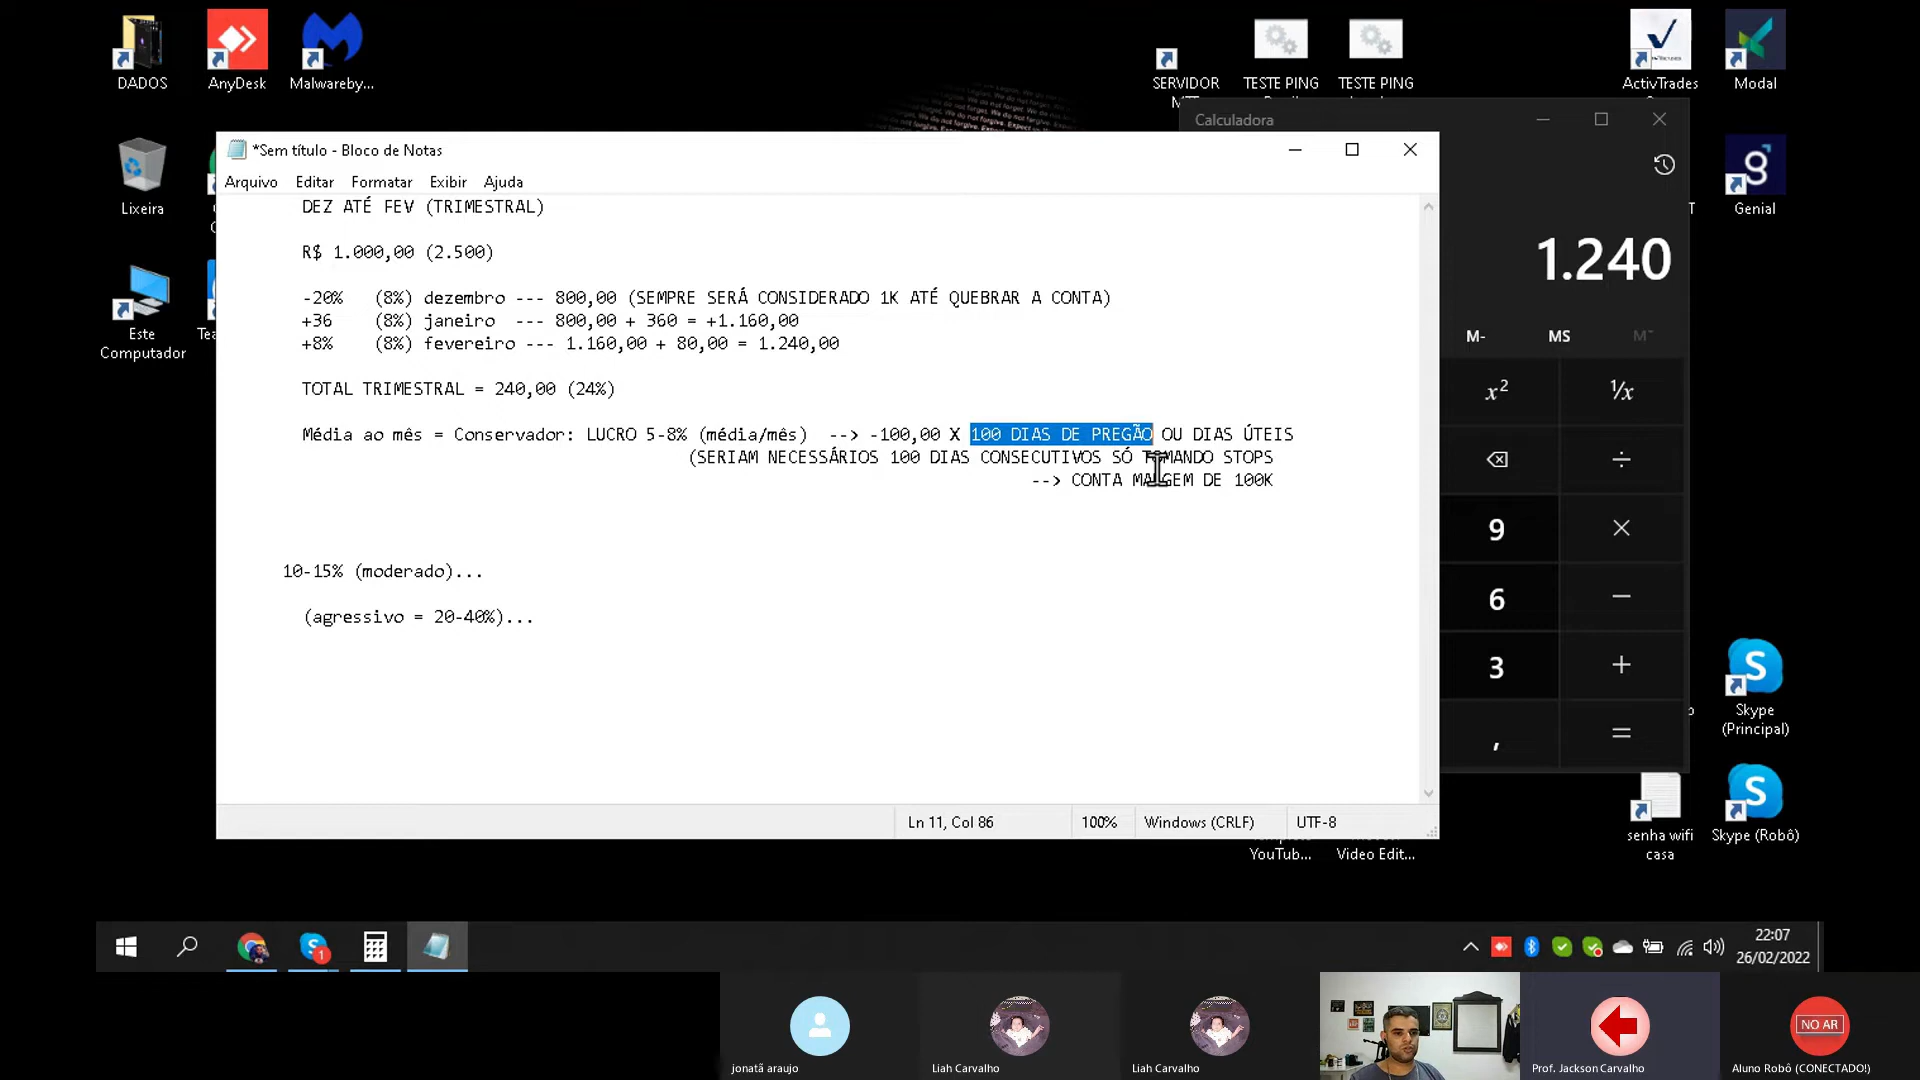 DADOS
AnyDesk
Malwareby...
SERVIDOR
TESTE PING
TESTE PING
ActivTrades
Modal
Calculadora
*Sem título - Bloco de Notas
Arquivo Editar Formatar Exibir Ajuda
DEZ ATÉ FEV (TRIMESTRAL)
R$ 1.000,00 (2.500)
-20% (8%) dezembro --- 800,00 (SEMPRE SERÁ CONSIDERADO 1K ATÉ QUEBRAR A CONTA)
+36 (8%) janeiro --- 800,00 + 360 = +1.160,00
+8% (8%) fevereiro --- 1.160,00 + 80,00 = 1.240,00
TOTAL TRIMESTRAL = 240,00 (24%)
Média ao mês = Conservador: LUCRO 5-8% (média/mês) --> -100,00 X 100 DIAS DE PREGÃO OU DIAS ÚTEIS
(SERIAM NECESSÁRIOS 100 DIAS CONSECUTIVOS SÓ TOMANDO STOPS
--> CONTA MARGEM DE 100K
10-15% (moderado)...
(agressivo = 20-40%)...
Ln 11, Col 86 100% Windows (CRLF) UTF-8
1.240
M- MS
x² ¹/x
÷
9 ×
6 −
3 +
, =
Lixeira
Genial
Este
Computador
Skype
(Principal)
senha wifi
casa
Skype (Robô)
YouTub...
Video Edit...
22:07
26/02/2022
jonatã araujo
Liah Carvalho
Liah Carvalho
Prof. Jackson Carvalho
NO AR
Aluno Robô (CONECTADO!)